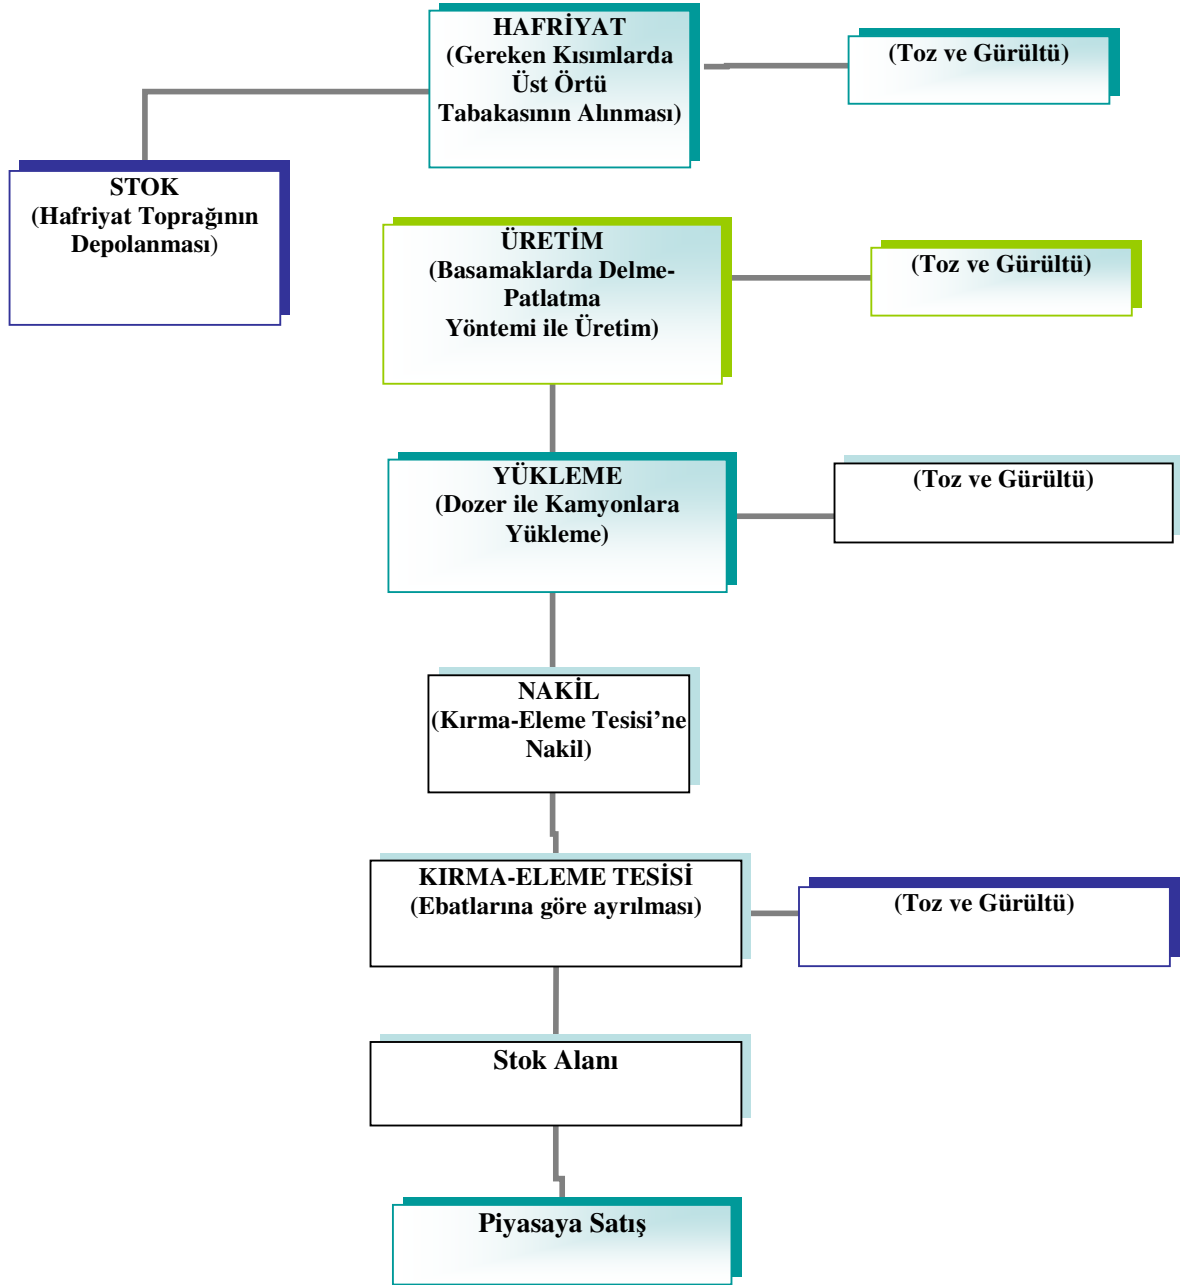 HAFRİYAT
(Gereken Kısımlarda
Üst Örtü
Tabakasının Alınması)
(Toz ve Gürültü)
STOK
(Hafriyat Toprağının
Depolanması)
ÜRETİM
(Basamaklarda Delme-
Patlatma
Yöntemi ile Üretim)
(Toz ve Gürültü)
YÜKLEME
(Dozer ile Kamyonlara
Yükleme)
(Toz ve Gürültü)
NAKİL
(Kırma-Eleme Tesisi’ne
Nakil)
KIRMA-ELEME TESİSİ
(Ebatlarına göre ayrılması)
(Toz ve Gürültü)
Stok Alanı
Piyasaya Satış